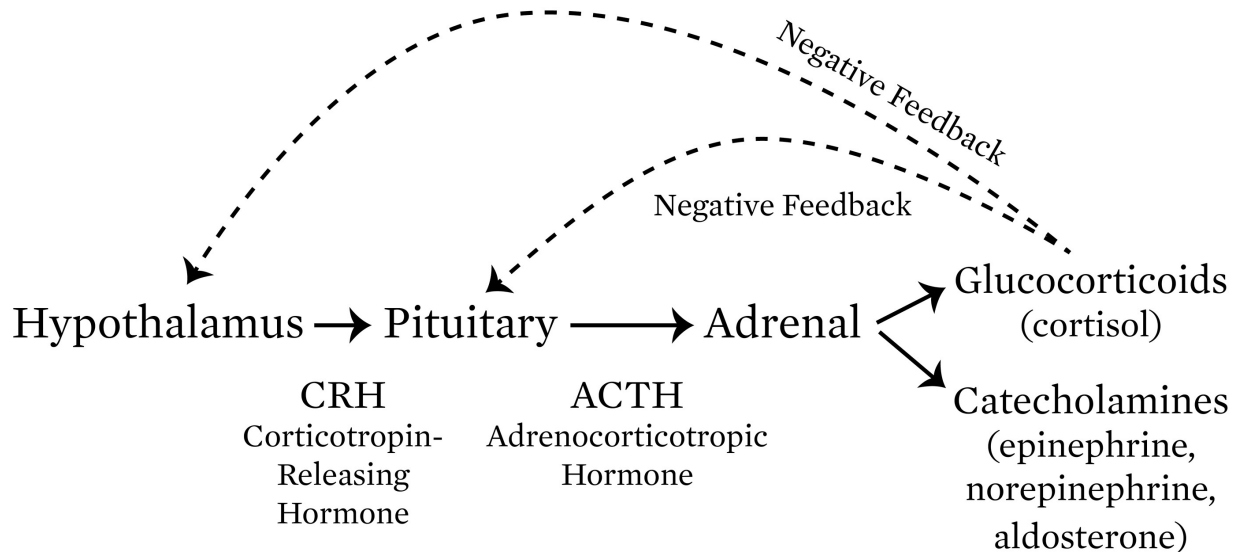 Negative Feedback
Negative Feedback
Hypothalamus
Pituitary
Adrenal
Glucocorticoids
(cortisol)
CRH
Corticotropin-
Releasing
Hormone
ACTH
Adrenocorticotropic
Hormone
Catecholamines
(epinephrine,
norepinephrine,
aldosterone)